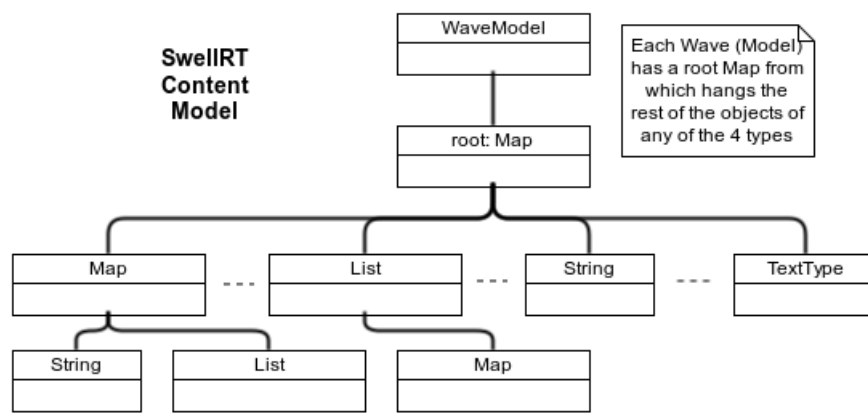 WaveModel
SwellRT
Content
Model
Each Wave (Model)
has a root Map from
which hangs the
rest of the objects of
any of the 4 types
root: Map
Map
List
String
TextType
String
List
Map